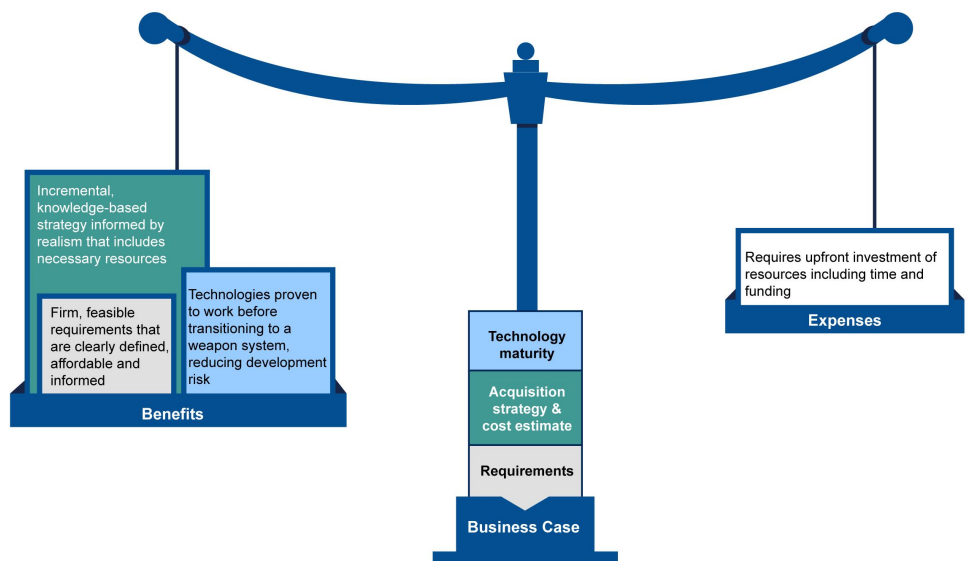 Incremental,
knowledge-based
strategy informed by
realism that includes
necessary resources
Firm, feasible
requirements that
are clearly defined,
affordable and
informed
Technologies proven
to work before
transitioning to a
weapon system,
reducing development
risk
Benefits
Technology
maturity
Acquisition
strategy &
cost estimate
Requirements
Business Case
Requires upfront investment of
resources including time and
funding
Expenses